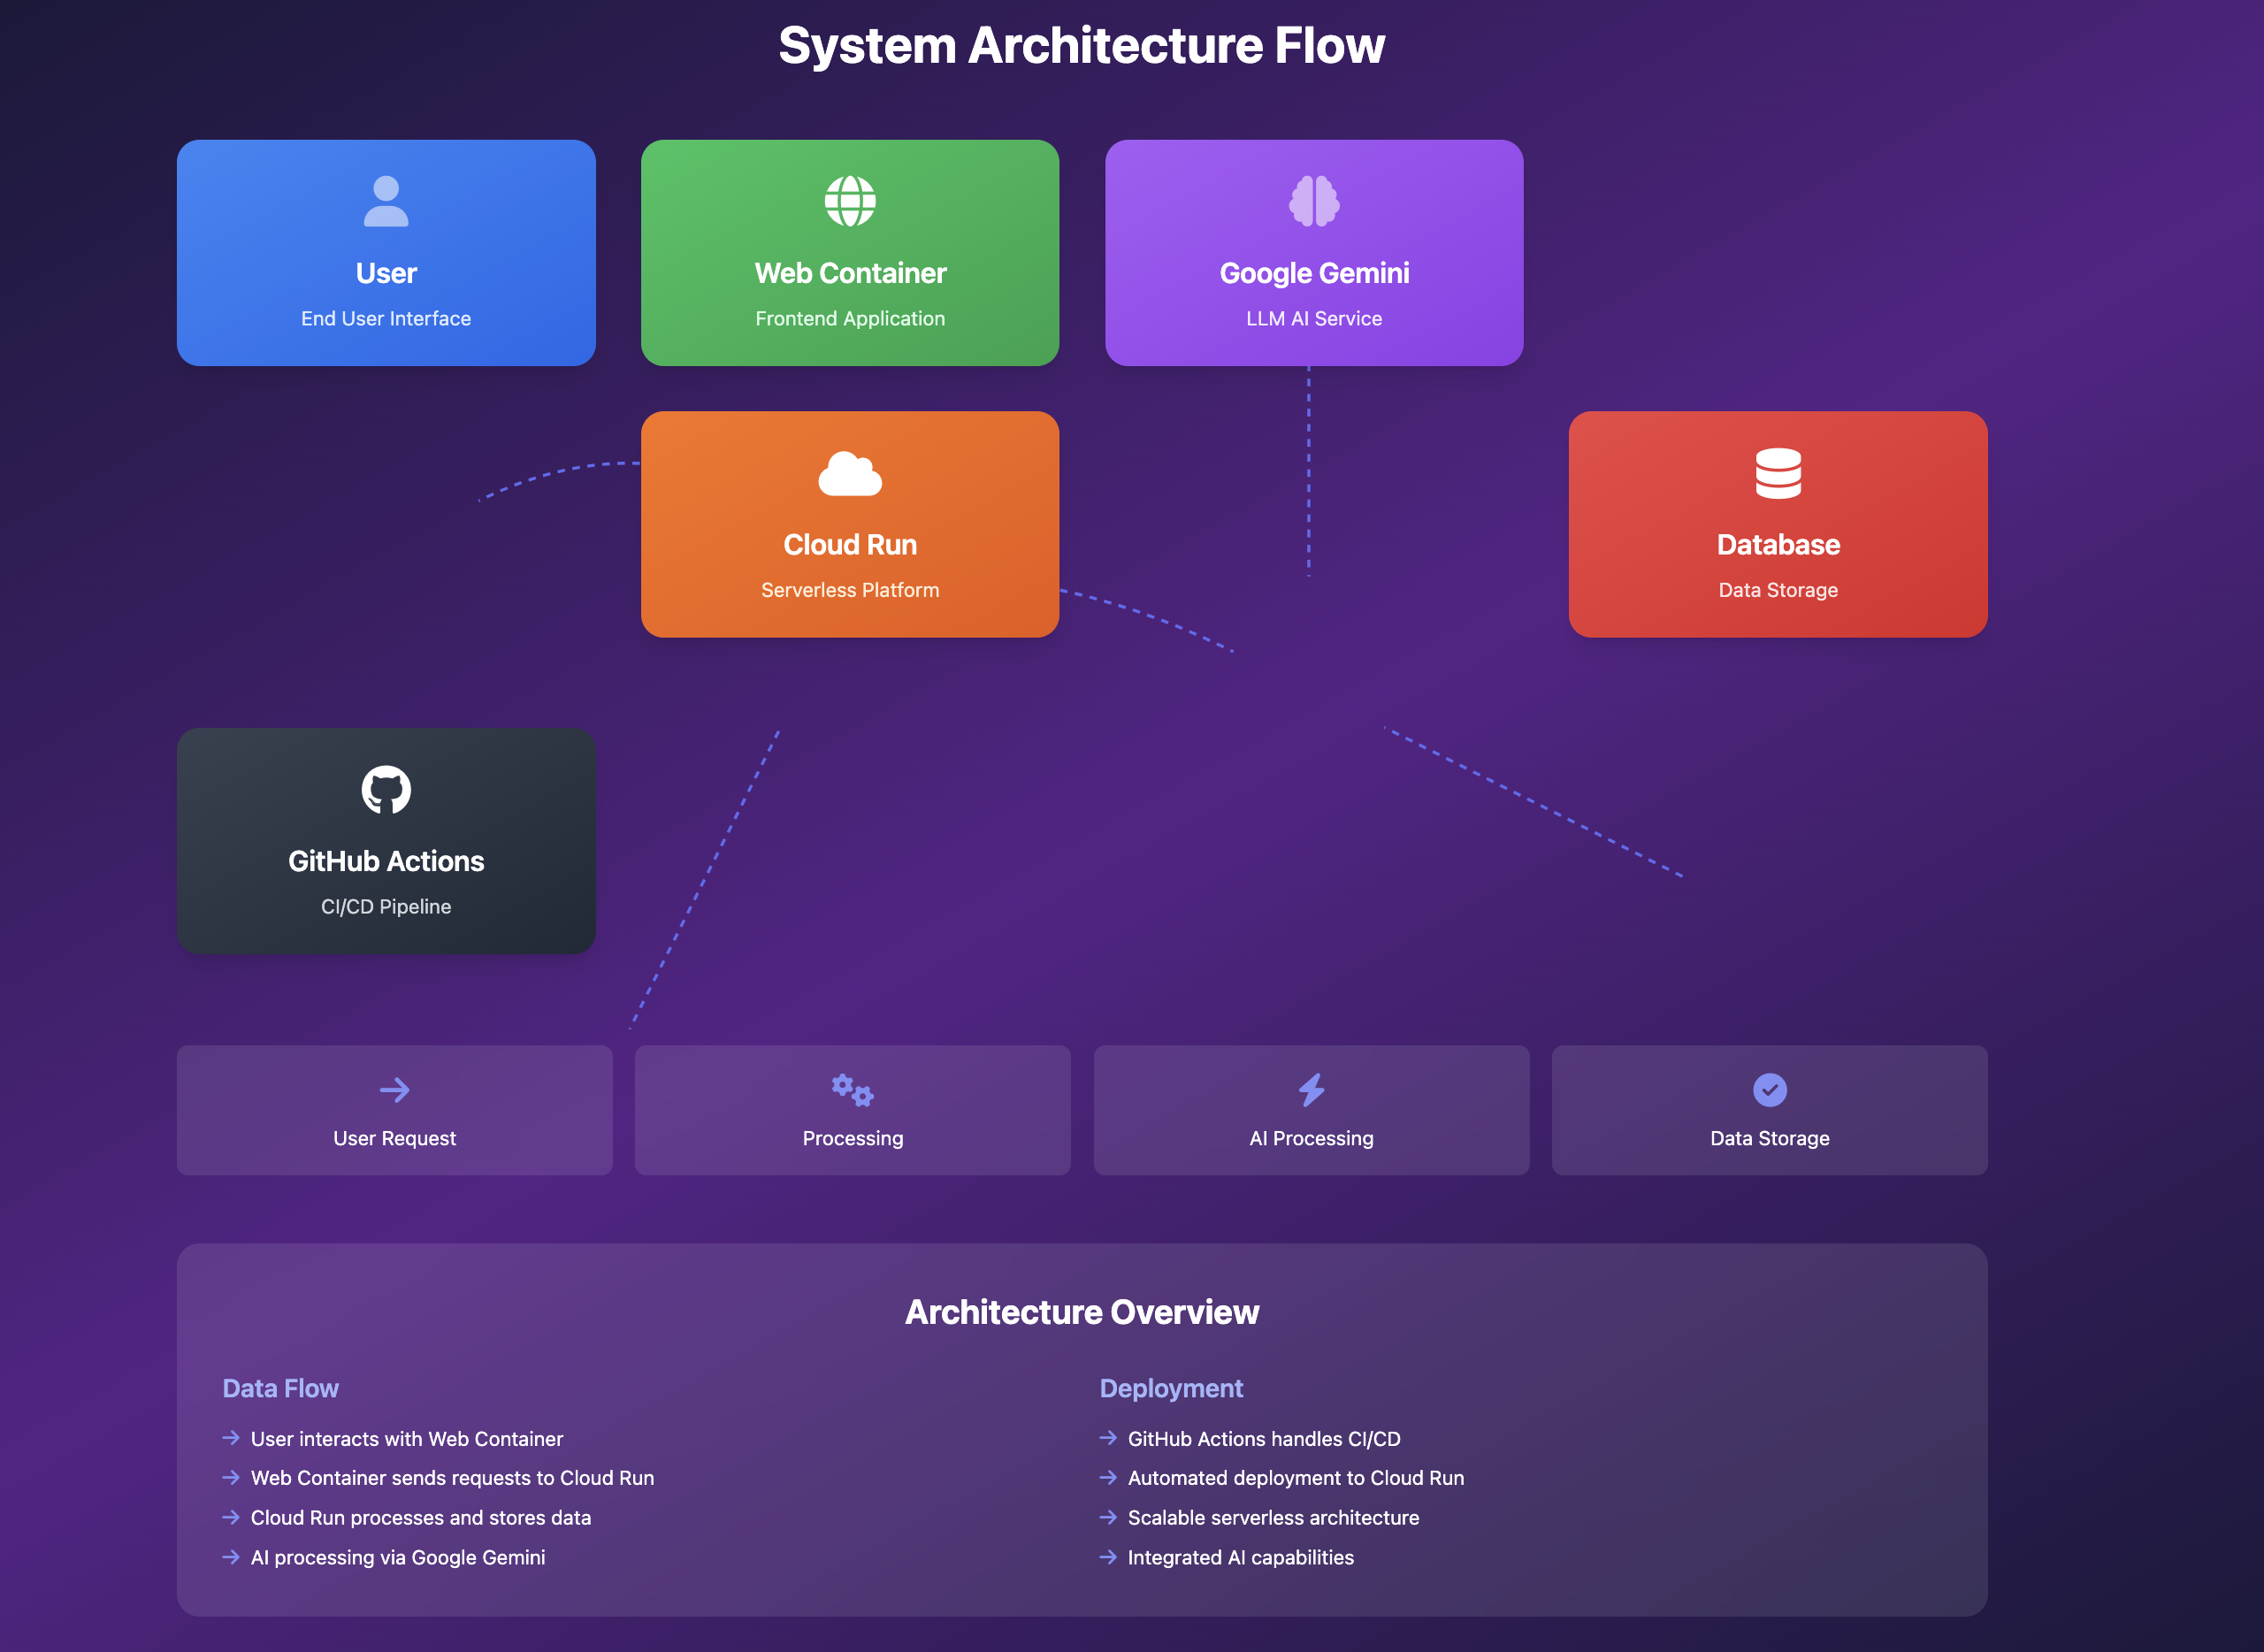 System Architecture Flow
User
End User Interface
Web Container
Frontend Application
Google Gemini
LLM AI Service
Cloud Run
Serverless Platform
Database
Data Storage
GitHub Actions
CI/CD Pipeline
User Request
Processing
AI Processing
Data Storage
Architecture Overview
Data Flow
User interacts with Web Container
Web Container sends requests to Cloud Run
Cloud Run processes and stores data
AI processing via Google Gemini
Deployment
GitHub Actions handles CI/CD
Automated deployment to Cloud Run
Scalable serverless architecture
Integrated AI capabilities